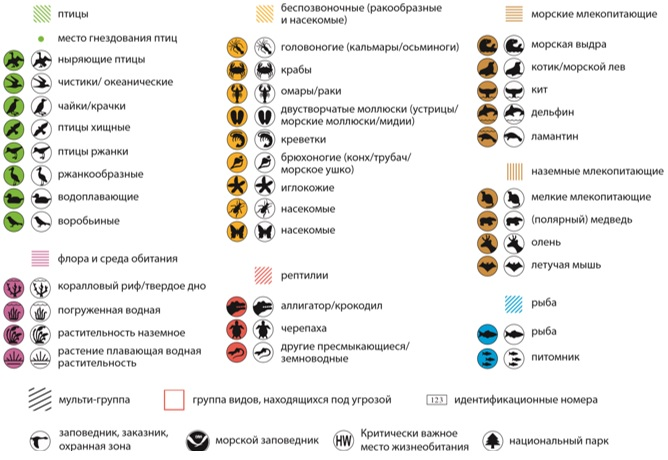 птицы
место гнездования птиц
ныряющие птицы
чистики/ океанические
чайки/крачки
птицы хищные
птицы ржанки
ржанкообразные
водоплавающие
воробьиные
флора и среда обитания
коралловый риф/твердое дно
погруженная водная
растительность наземное
растение плавающая водная
растительность
беспозвоночные (ракообразные
и насекомые)
головоногие (кальмары/осьминоги)
крабы
омары/раки
двустворчатые моллюски (устрицы/
морские моллюски/мидии)
креветки
брюхоногие (конх/трубач/
морское ушко)
иглокожие
насекомые
насекомые
рептилии
аллигатор/крокодил
черепаха
другие пресмыкающиеся/
земноводные
морские млекопитающие
морская выдра
котик/морской лев
кит
дельфин
ламантин
наземные млекопитающие
мелкие млекопитающие
(полярный) медведь
олень
летучая мышь
рыба
рыба
питомник
мульти-группа
группа видов, находящихся под угрозой
123
идентификационные номера
заповедник, заказник,
охранная зона
морской заповедник
HW
Критически важное
место жизнеобитания
национальный парк